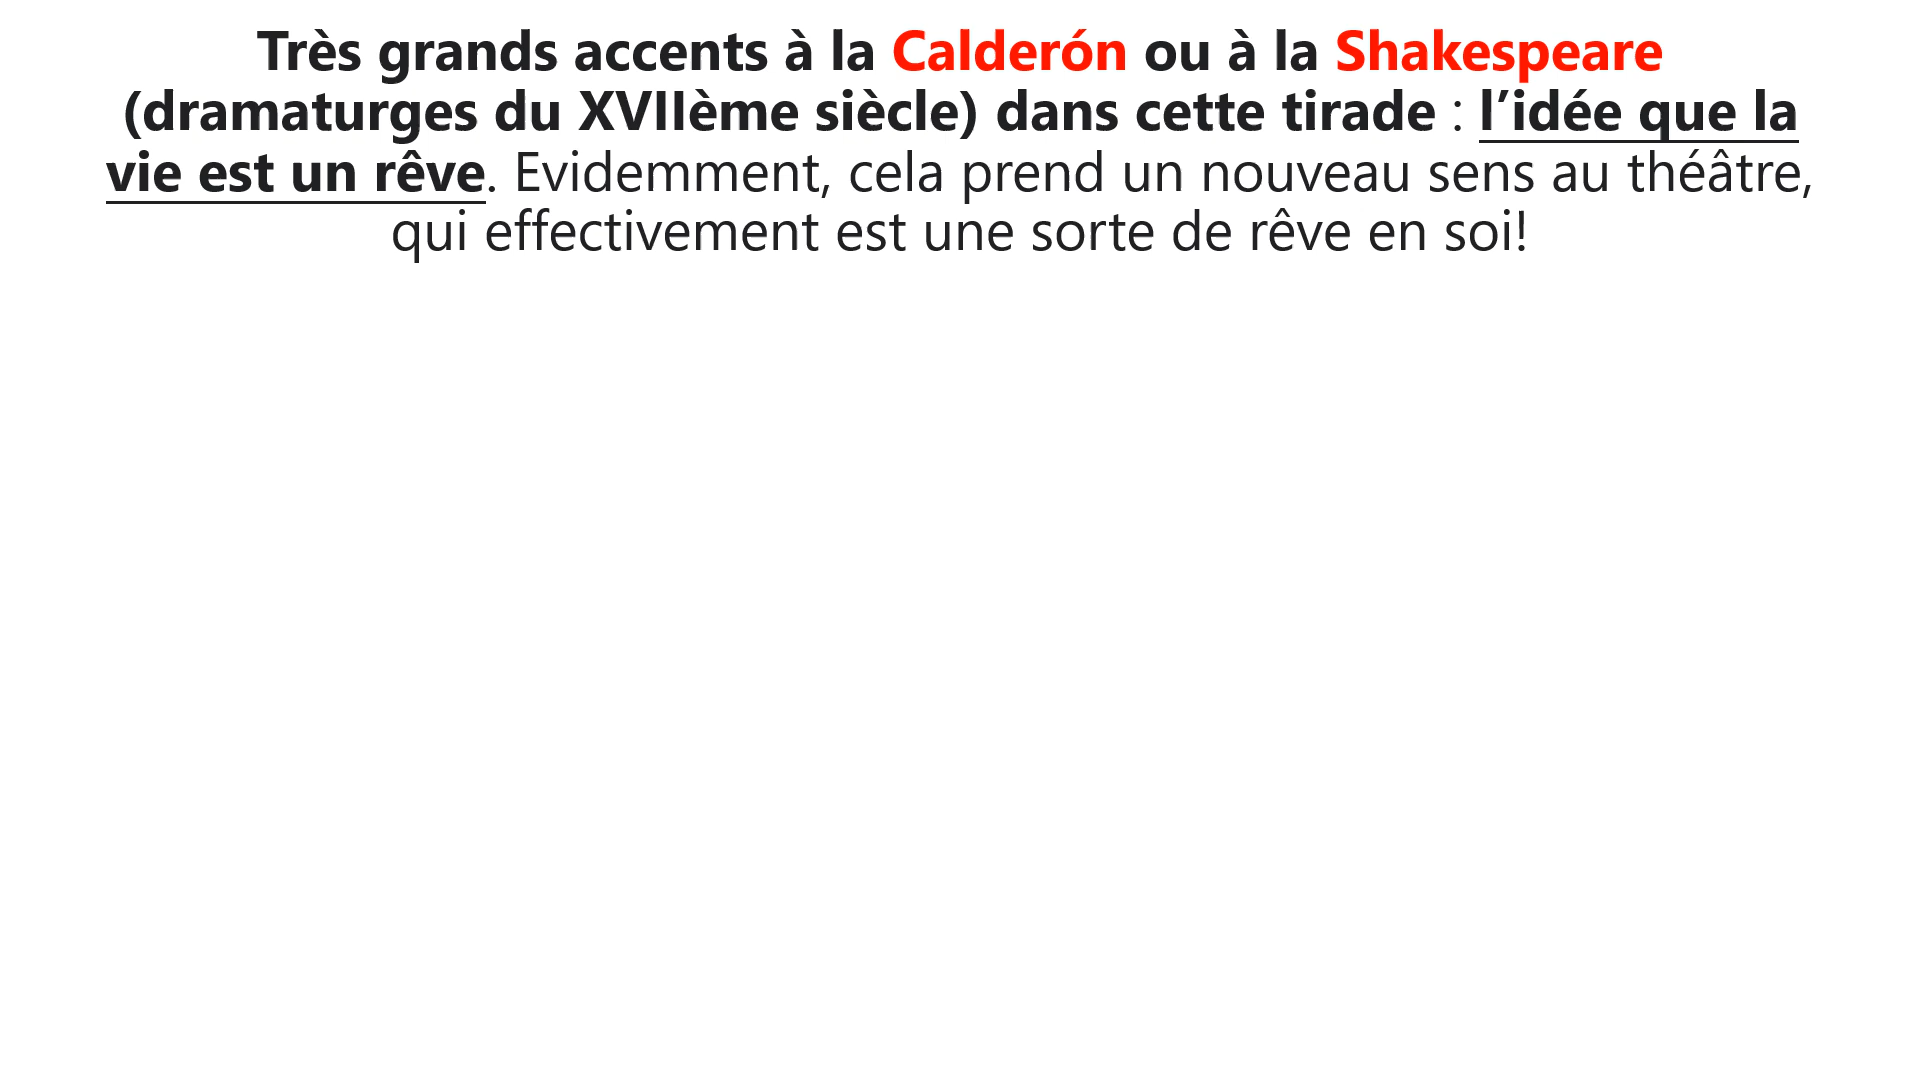 Très grands accents à la Calderón ou à la Shakespeare
(dramaturges du XVIIème siècle) dans cette tirade : l’idée que la
vie est un rêve. Evidemment, cela prend un nouveau sens au théâtre,
qui effectivement est une sorte de rêve en soi!